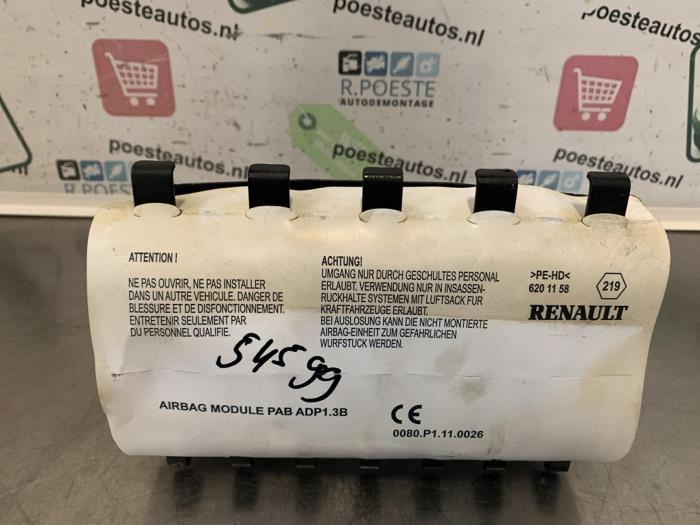 poesteautos.nl
poesteautos.nl
R.POESTE
AUTODEMONTAGE
poesteautos.nl
poesteautos.nl
R.POESTE
ATTENTION !
NE PAS OUVRIR, NE PAS INSTALLER
DANS UN AUTRE VEHICULE. DANGER DE
BLESSURE ET DE DISFONCTIONNEMENT.
ENTRETENIR SEULEMENT PAR
DU PERSONNEL QUALIFIE.
ACHTUNG!
UMGANG NUR DURCH GESCHULTES PERSONAL
ERLAUBT. VERWENDUNG NUR IN INSASSEN-
RUCKHALTE SYSTEMEN MIT LUFTSACK FUR
KRAFTFAHRZEUGE ERLAUBT.
BEI AUSLOSUNG KANN DIE NICHT MONTIERTE
AIRBAG-EINHEIT ZUM GEFAHRLICHEN
WURFSTUCK WERDEN.
>PE-HD<
620 11 58
219
RENAULT
54599
AIRBAG MODULE PAB ADP1.3B
CE
0080.P1.11.0026